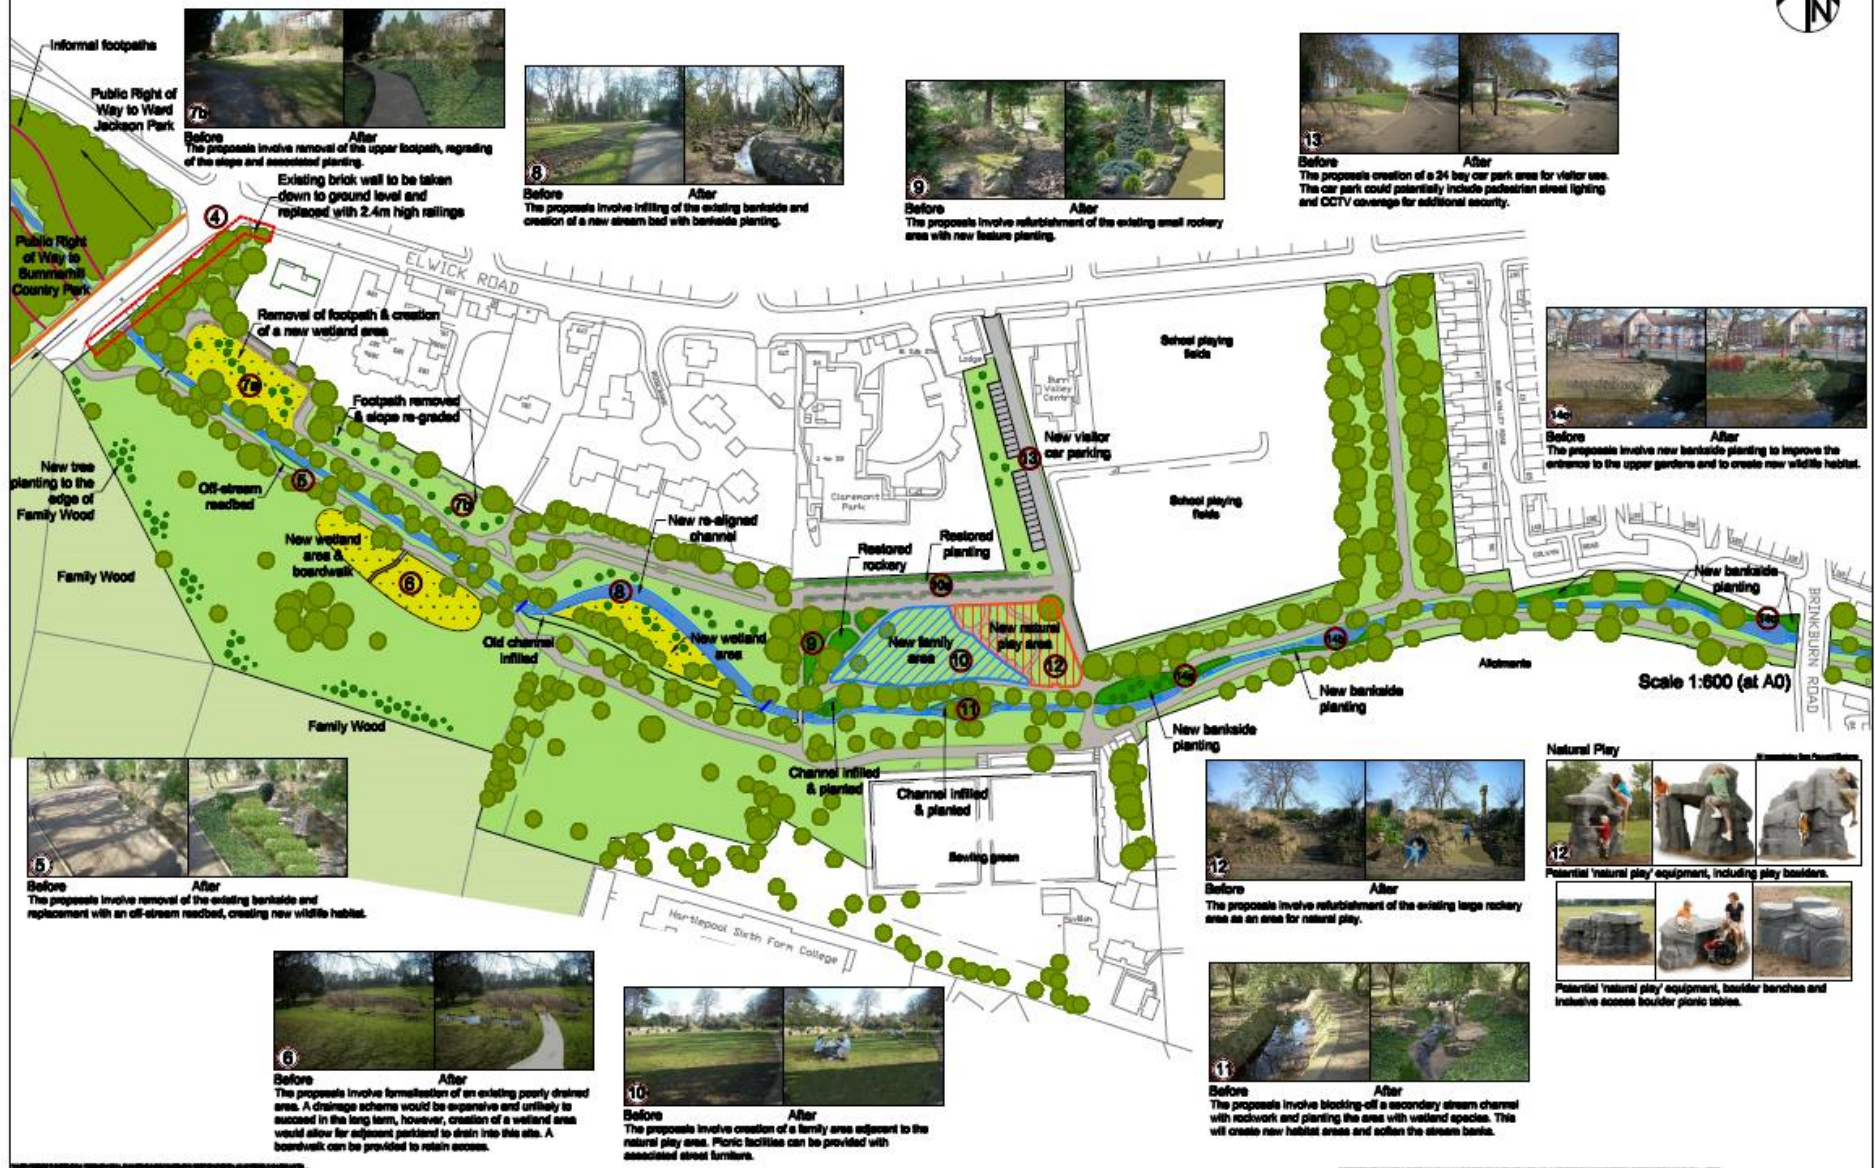 N
Informal footpaths
Public Right of
Way to Ward
Jackson Park
7b
Before
After
The proposals involve removal of the upper footpath, regrading
of the slope and associated planting.
8
Before
After
The proposals involve infilling of the existing bankside and
creation of a new stream bed with bankside planting.
9
Before
After
The proposals involve refurbishment of the existing small rockery
area with new feature planting.
13
Before
After
The proposals creation of a 24 bay car park area for visitor use.
The car park could potentially include pedestrian street lighting
and CCTV coverage for additional security.
Existing brick wall to be taken
down to ground level and
replaced with 2.4m high railings
4
Public Right
of Way to
Summerhill
Country Park
ELWICK ROAD
Removal of footpath & creation
of a new wetland area
7a
Footpath removed
& slope re-graded
New tree
planting to the
edge of
Family Wood
Off-stream
reedbed
5
7b
New wetland
area &
boardwalk
6
Family Wood
Family Wood
New re-aligned
channel
8
Old channel
infilled
New wetland
area
Claremont
Park
Lodge
Burn
Valley
Centre
School playing
fields
New visitor
car parking
13
School playing
fields
Restored
rockery
Restored
planting
10a
9
New family
area
10
New natural
play area
12
11
Channel infilled
& planted
Channel infilled
& planted
14a
14b
New bankside
planting
New bankside
planting
New bankside
planting
14c
Allotments
BURN VALLEY ROAD
COLVIN ROAD
BRINKBURN ROAD
Scale 1:600 (at A0)
14c
Before
After
The proposals involve new bankside planting to improve the
entrance to the upper gardens and to create new wildlife habitat.
Bowling green
Pavilion
Hartlepool Sixth Form College
5
Before
After
The proposals involve removal of the existing bankside and
replacement with an off-stream reedbed, creating new wildlife habitat.
6
Before
After
The proposals involve formalisation of an existing poorly drained
area. A drainage scheme would be expensive and unlikely to
succeed in the long term, however, creation of a wetland area
would allow for adjacent parkland to drain into this site. A
boardwalk can be provided to retain access.
10
Before
After
The proposals involve creation of a family area adjacent to the
natural play area. Picnic facilities can be provided with
associated street furniture.
12
Before
After
The proposals involve refurbishment of the existing large rockery
area as an area for natural play.
11
Before
After
The proposals involve blocking-off a secondary stream channel
with rockwork and planting the area with wetland species. This
will create new habitat areas and soften the stream banks.
Natural Play
12
Potential 'natural play' equipment, including play boulders.
Potential 'natural play' equipment, boulder benches and
inclusive access boulder picnic tables.